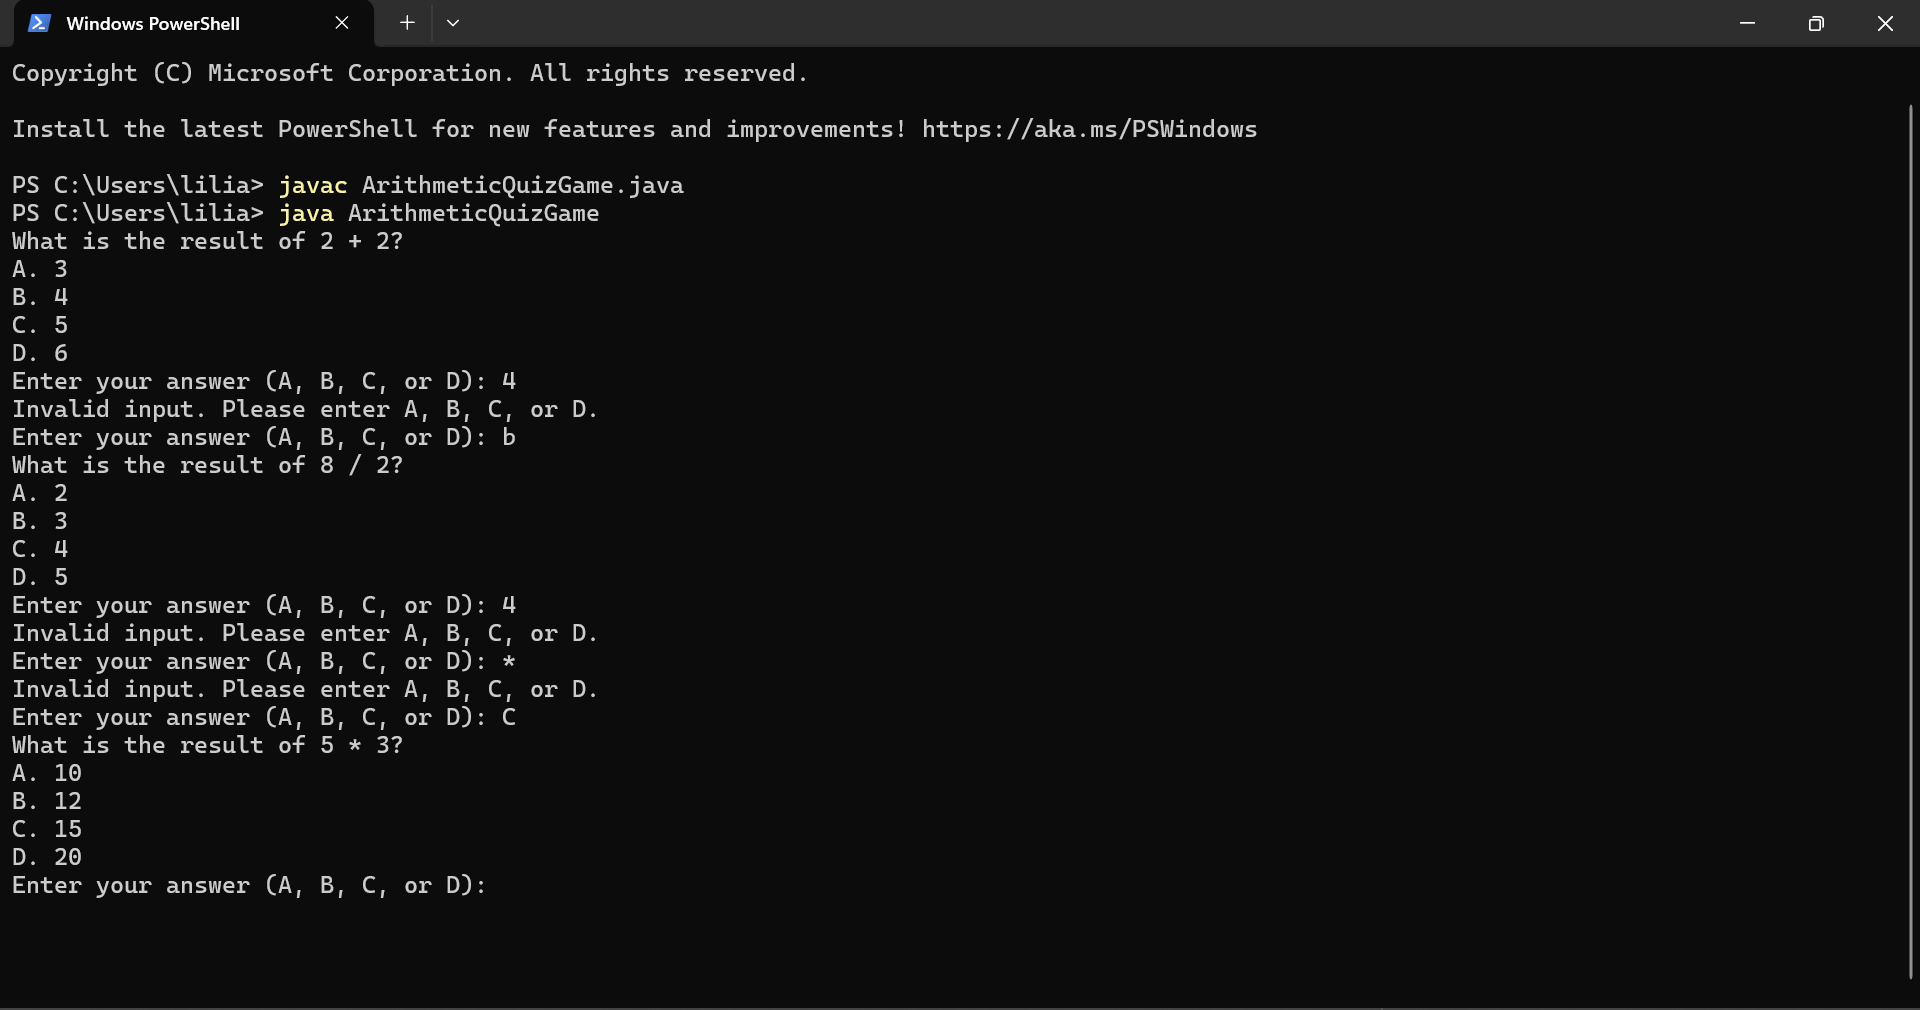 Windows PowerShell
Copyright (C) Microsoft Corporation. All rights reserved.
Install the latest PowerShell for new features and improvements! https://aka.ms/PSWindows
PS C:\Users\lilia> javac ArithmeticQuizGame.java
PS C:\Users\lilia> java ArithmeticQuizGame
What is the result of 2 + 2?
A. 3
B. 4
C. 5
D. 6
Enter your answer (A, B, C, or D): 4
Invalid input. Please enter A, B, C, or D.
Enter your answer (A, B, C, or D): b
What is the result of 8 / 2?
A. 2
B. 3
C. 4
D. 5
Enter your answer (A, B, C, or D): 4
Invalid input. Please enter A, B, C, or D.
Enter your answer (A, B, C, or D): *
Invalid input. Please enter A, B, C, or D.
Enter your answer (A, B, C, or D): C
What is the result of 5 * 3?
A. 10
B. 12
C. 15
D. 20
Enter your answer (A, B, C, or D):